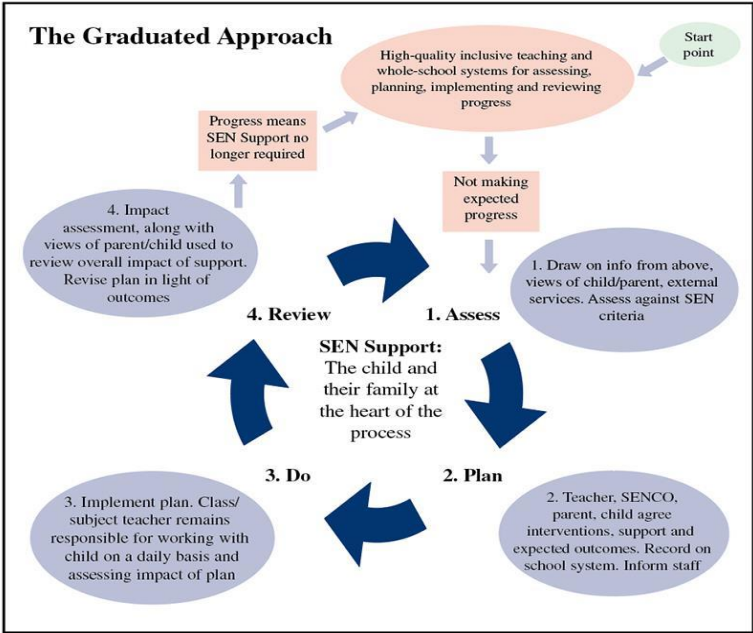 The Graduated Approach
Start
point
High-quality inclusive teaching and
whole-school systems for assessing,
planning, implementing and reviewing
progress
Progress means
SEN Support no
longer required
Not making
expected
progress
4. Impact
assessment, along with
views of parent/child used to
review overall impact of support.
Revise plan in light of
outcomes
1. Draw on info from above,
views of child/parent, external
services. Assess against SEN
criteria
4. Review
1. Assess
SEN Support:
The child and
their family at
the heart of the
process
3. Do
2. Plan
3. Implement plan. Class/
subject teacher remains
responsible for working with
child on a daily basis and
assessing impact of plan
2. Teacher, SENCO,
parent, child agree
interventions, support and
expected outcomes. Record on
school system. Inform staff